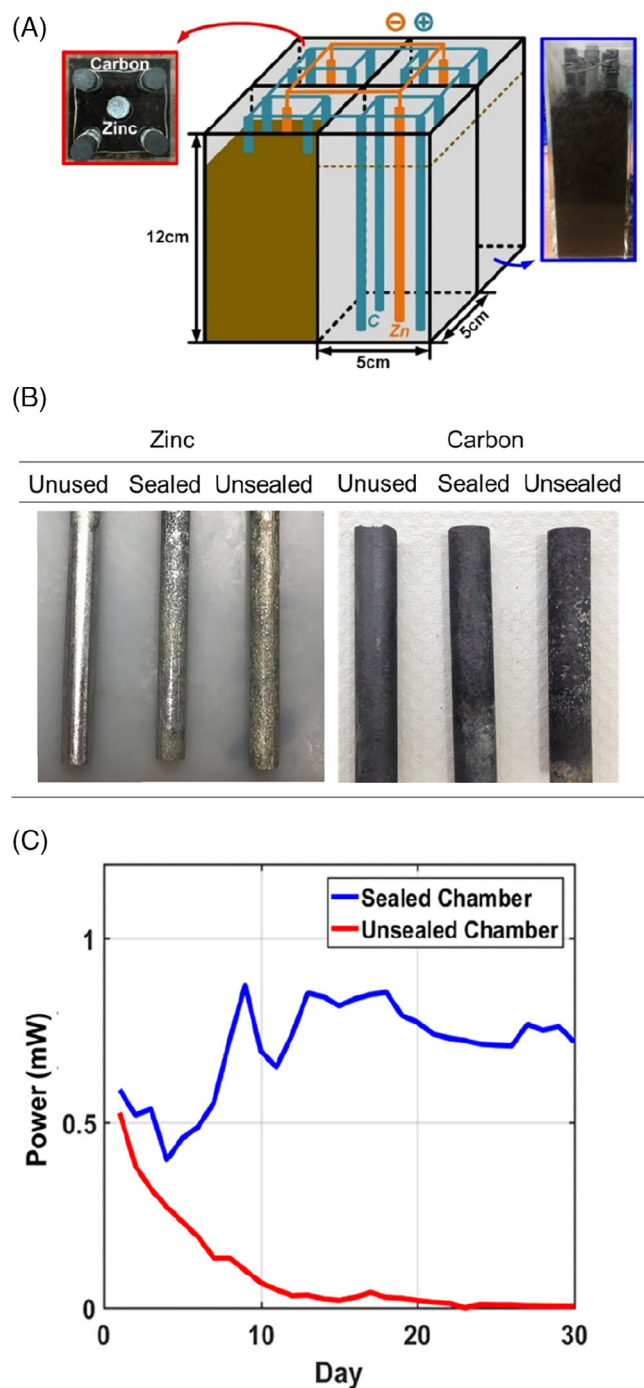 (A)
Carbon
Zinc
⊖ ⊕
12cm
C
Zn
5cm
5cm
(B)
Zinc Carbon
Unused Sealed Unsealed Unused Sealed Unsealed
(C)
Sealed Chamber
Unsealed Chamber
Power (mW)
1
0.5
0
0 10 20 30
Day